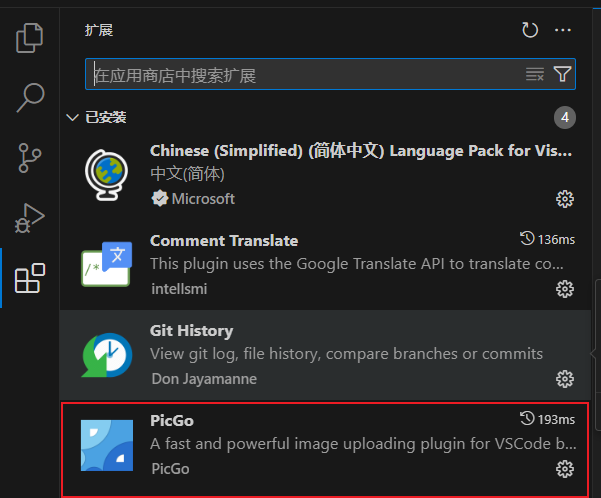 扩展
在应用商店中搜索扩展
已安装
4
Chinese (Simplified) (简体中文) Language Pack for Vis...
中文(简体)
Microsoft
Comment Translate
136ms
This plugin uses the Google Translate API to translate co...
intellsmi
Git History
View git log, file history, compare branches or commits
Don Jayamanne
PicGo
193ms
A fast and powerful image uploading plugin for VSCode b...
PicGo